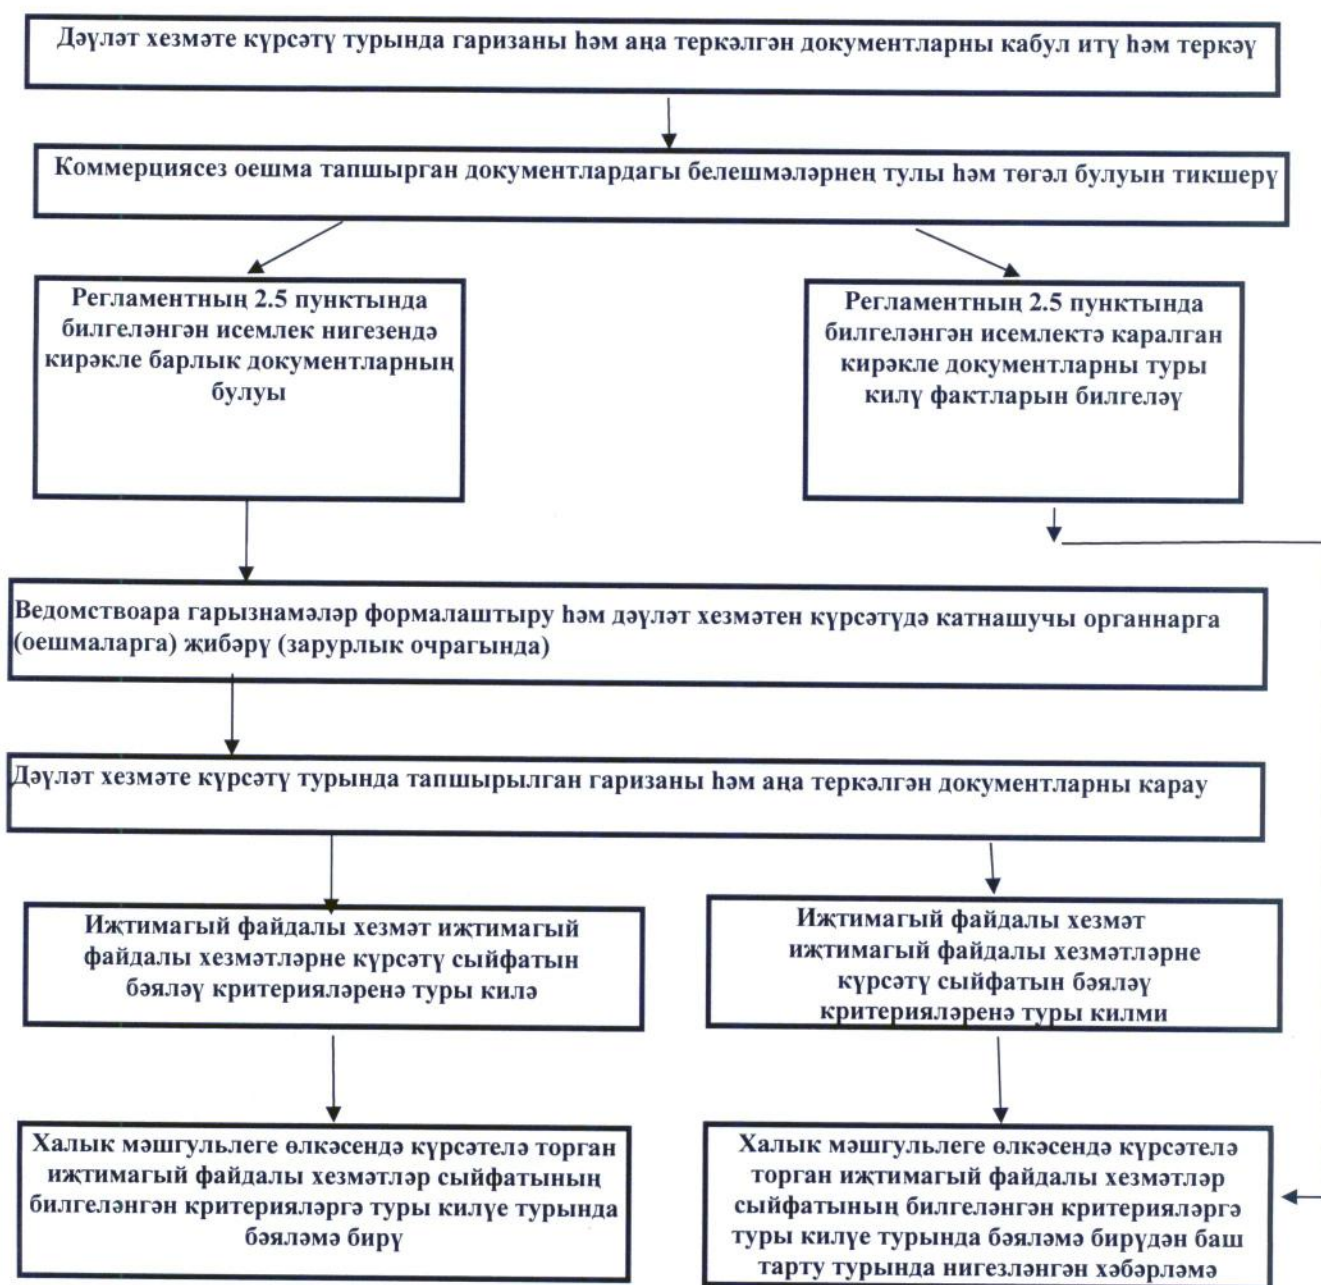 Дәүләт хезмәте күрсәтү турында гаризаны һәм аңа теркәлгән документларны кабул итү һәм теркәү
Коммерциясез оешма тапшырган документлардагы белешмәләрнең тулы һәм төгәл булуын тикшерү
Регламентның 2.5 пунктында
билгеләнгән исемлек нигезендә
кирәкле барлык документларның
булуы
Регламентның 2.5 пунктында
билгеләнгән исемлектә каралган
кирәкле документларны туры
килү фактларын билгеләү
Ведомствоара гарызнамәләр формалаштыру һәм дәүләт хезмәтен күрсәтүдә катнашучы органнарга
(оешмаларга) җибәрү (зарурлык очрагында)
Дәүләт хезмәте күрсәтү турында тапшырылган гаризаны һәм аңа теркәлгән документларны карау
Иҗтимагый файдалы хезмәт иҗтимагый
файдалы хезмәтләрне күрсәтү сыйфатын
бәяләү критерияләренә туры килә
Иҗтимагый файдалы хезмәт
иҗтимагый файдалы хезмәтләрне
күрсәтү сыйфатын бәяләү
критерияләренә туры килми
Халык мәшгульлеге өлкәсендә күрсәтелә торган
иҗтимагый файдалы хезмәтләр сыйфатының
билгеләнгән критерияләргә туры килүе турында
бәяләмә бирү
Халык мәшгульлеге өлкәсендә күрсәтелә
торган иҗтимагый файдалы хезмәтләр
сыйфатының билгеләнгән критерияләргә
туры килүе турында бәяләмә бирүдән баш
тарту турында нигезләнгән хәбәрләмә